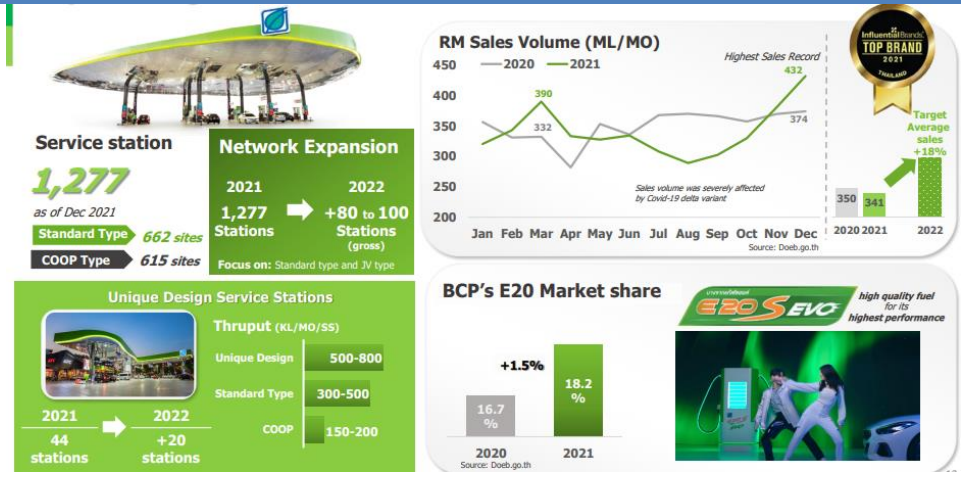 Service station
1,277
as of Dec 2021
Standard Type 662 sites
COOP Type 615 sites
Network Expansion
2021 2022
1,277 +80 to 100
Stations Stations
(gross)
Focus on: Standard type and JV type
RM Sales Volume (ML/MO)
2020 2021
Highest Sales Record
450
400
350
300
250
200
390
332
432
374
Sales volume was severely affected
by Covid-19 delta variant
Jan Feb Mar Apr May Jun Jul Aug Sep Oct Nov Dec
Source: Doeb.go.th
Influential Brands
TOP BRAND
2021
THAILAND
Target
Average
sales
+18%
350 341
2020 2021 2022
Unique Design Service Stations
Thruput (KL/MO/SS)
Unique Design 500-800
Standard Type 300-500
COOP 150-200
2021 2022
44 +20
stations stations
BCP's E20 Market share
+1.5%
16.7
%
18.2
%
2020 2021
Source: Doeb.go.th
E20 S EVO
high quality fuel
for its
highest performance